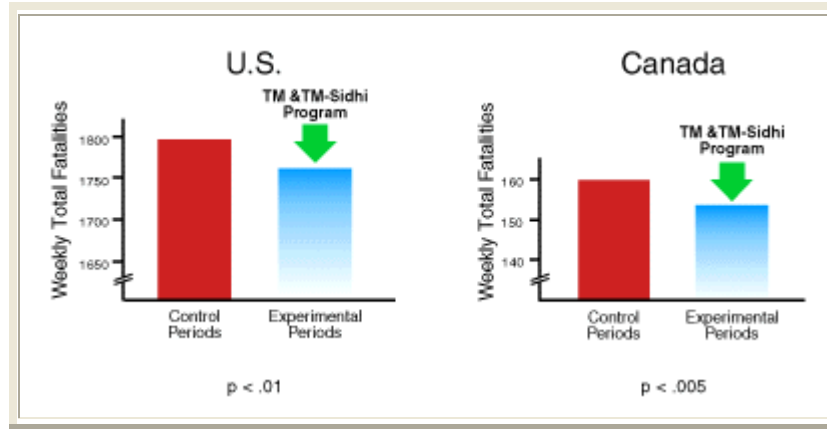 U.S.
TM &TM-Sidhi
Program
Weekly Total Fatalities
1800
1750
1700
1650
Control
Periods
Experimental
Periods
p < .01
Canada
TM &TM-Sidhi
Program
Weekly Total Fatalities
160
150
140
Control
Periods
Experimental
Periods
p < .005